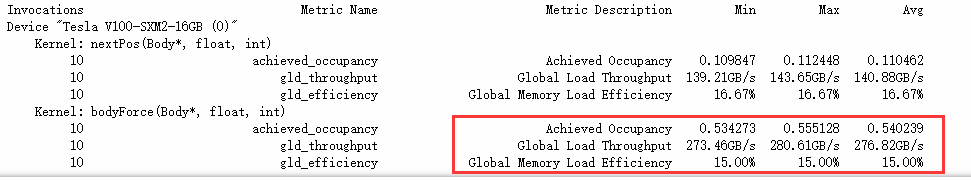 Invocations Metric Name Metric Description Min Max Avg
Device "Tesla V100-SXM2-16GB (0)"
Kernel: nextPos(Body*, float, int)
10 achieved_occupancy Achieved Occupancy 0.109847 0.112448 0.110462
10 gld_throughput Global Load Throughput 139.21GB/s 143.65GB/s 140.88GB/s
10 gld_efficiency Global Memory Load Efficiency 16.67% 16.67% 16.67%
Kernel: bodyForce(Body*, float, int)
10 achieved_occupancy Achieved Occupancy 0.534273 0.555128 0.540239
10 gld_throughput Global Load Throughput 273.46GB/s 280.61GB/s 276.82GB/s
10 gld_efficiency Global Memory Load Efficiency 15.00% 15.00% 15.00%